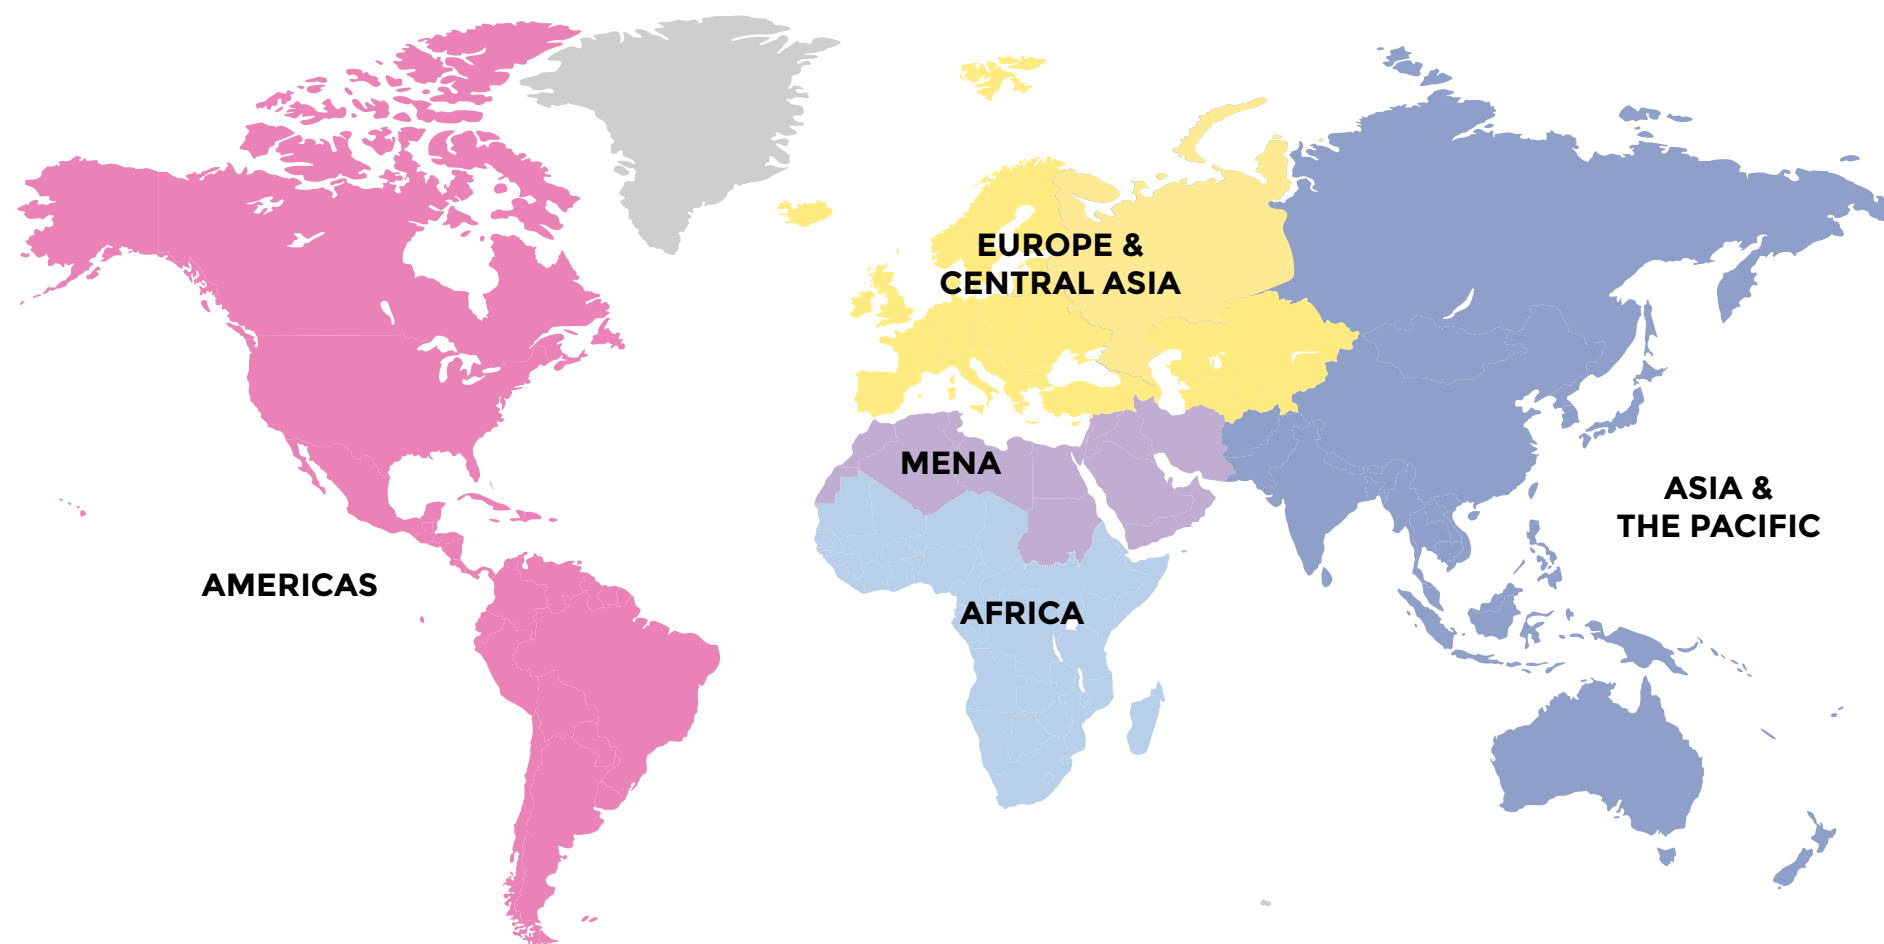 EUROPE &
CENTRAL ASIA
MENA
ASIA &
THE PACIFIC
AMERICAS
AFRICA